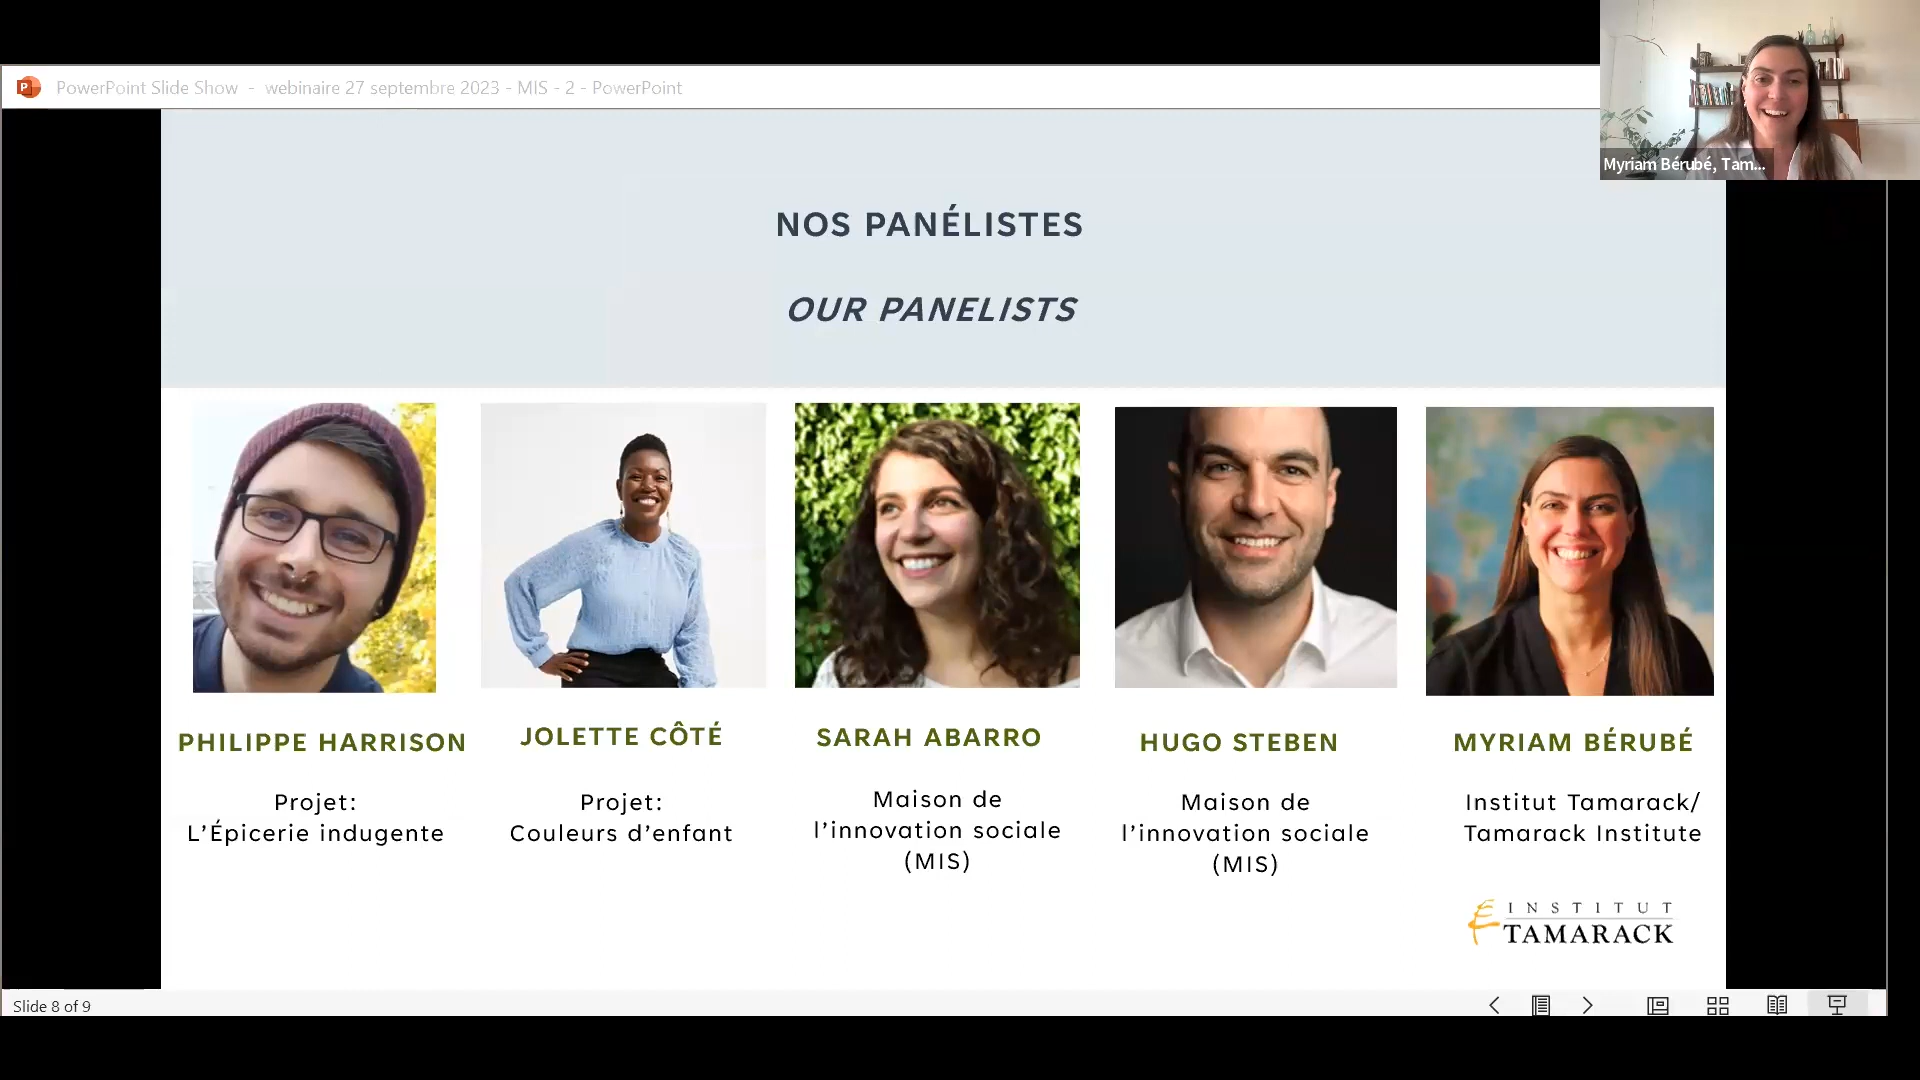 PowerPoint Slide Show - webinaire 27 septembre 2023 - MIS - 2 - PowerPoint
Myriam Bérubé, Tam...
NOS PANÉLISTES
OUR PANELISTS
PHILIPPE HARRISON
Projet:
L'Épicerie indugente
JOLETTE CÔTÉ
Projet:
Couleurs d'enfant
SARAH ABARRO
Maison de
l'innovation sociale
(MIS)
HUGO STEBEN
Maison de
l'innovation sociale
(MIS)
MYRIAM BÉRUBÉ
Institut Tamarack/
Tamarack Institute
INSTITUT
TAMARACK
Slide 8 of 9